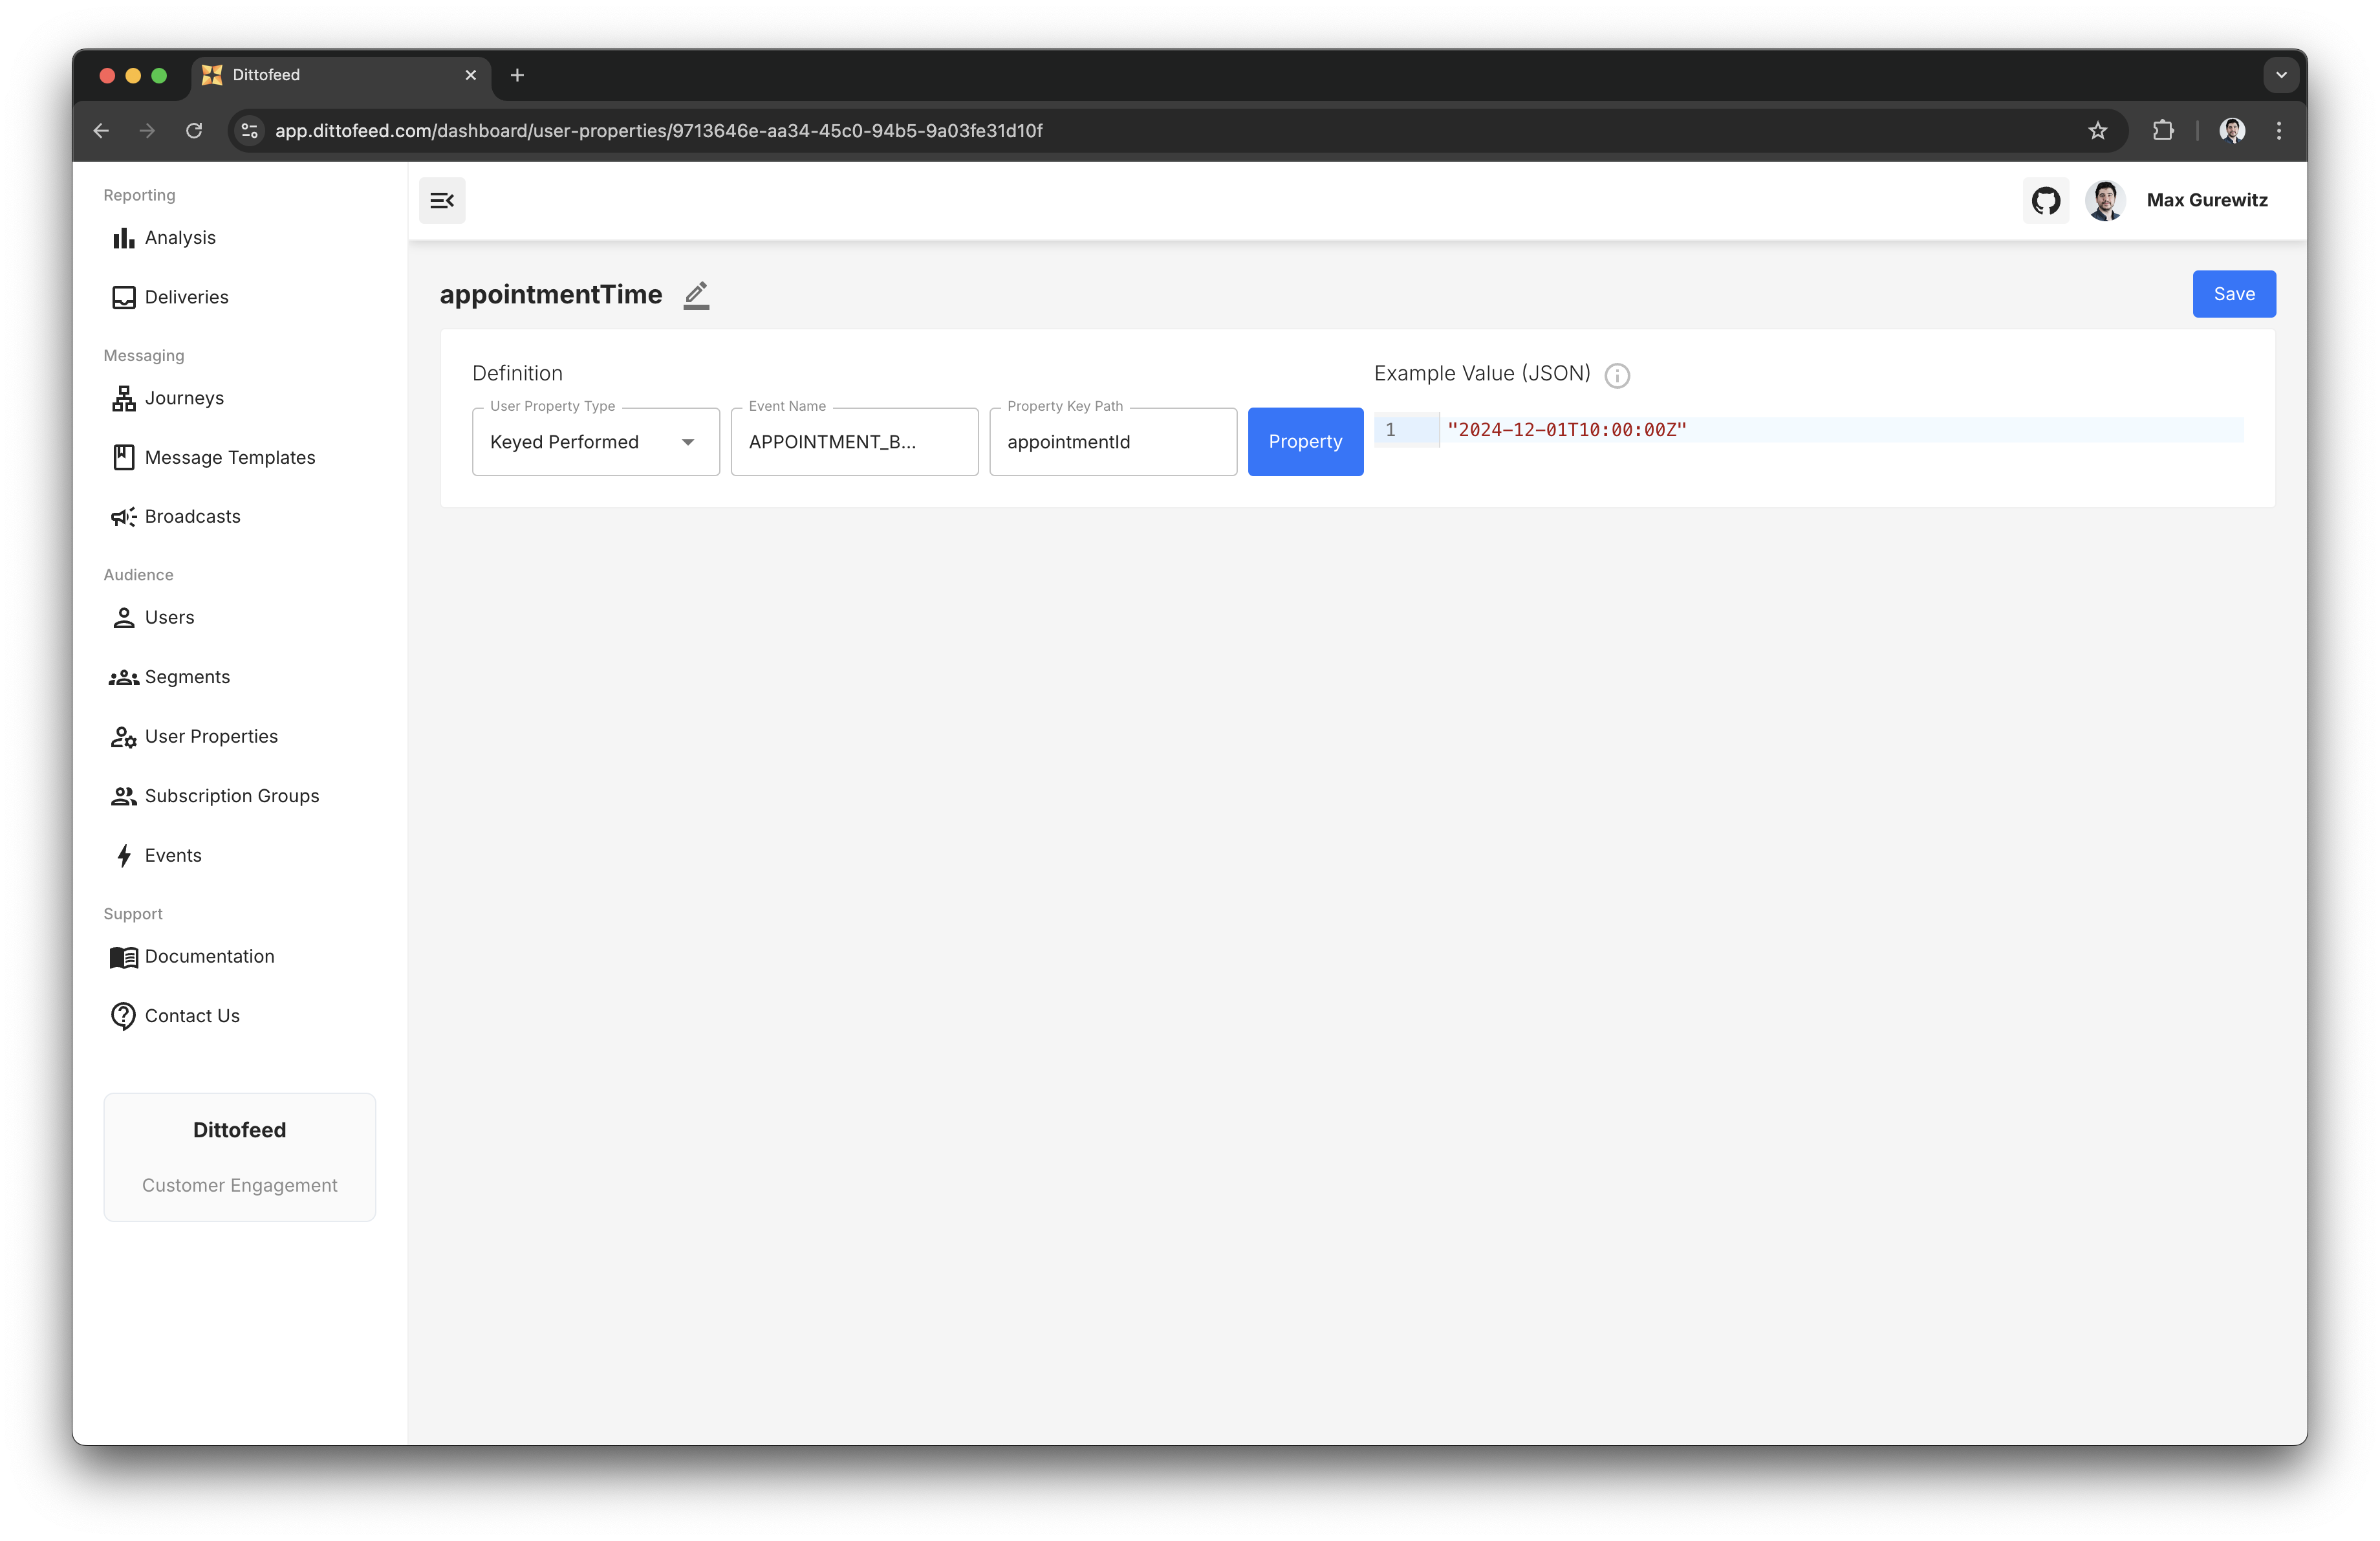 Dittofeed
app.dittofeed.com/dashboard/user-properties/9713646e-aa34-45c0-94b5-9a03fe31d10f
Reporting
Analysis
Deliveries
Messaging
Journeys
Message Templates
Broadcasts
Audience
Users
Segments
User Properties
Subscription Groups
Events
Support
Documentation
Contact Us
Dittofeed
Customer Engagement
Max Gurewitz
appointmentTime
Save
Definition
User Property Type
Keyed Performed
Event Name
APPOINTMENT_B...
Property Key Path
appointmentId
Property
Example Value (JSON)
1 "2024-12-01T10:00:00Z"